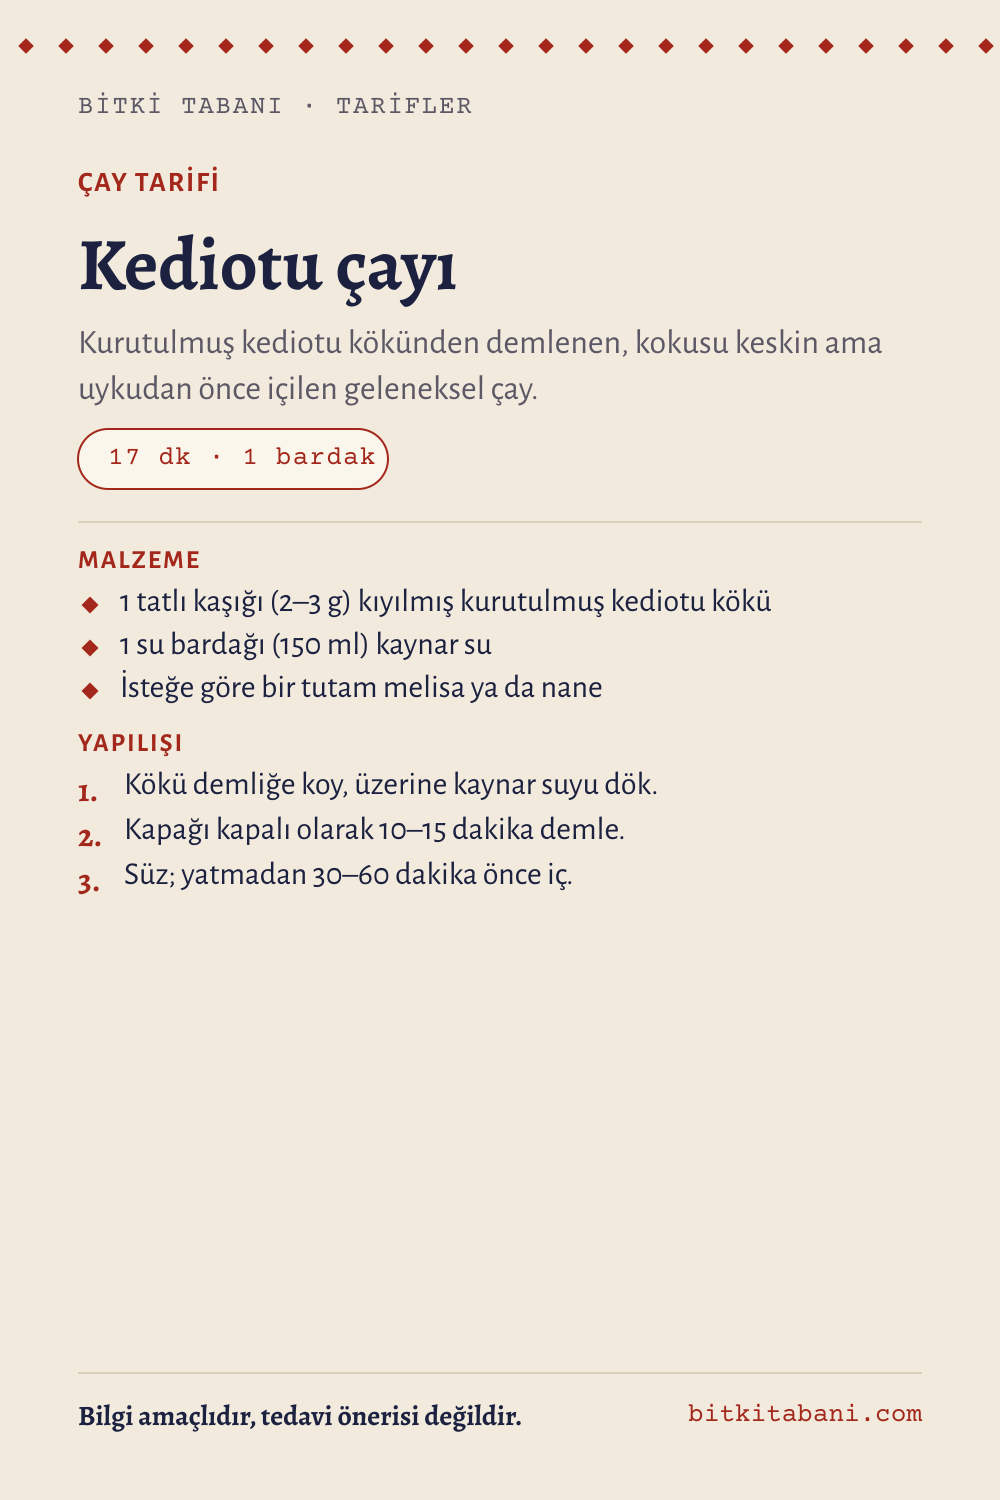 BİTKİ TABANI · TARİFLER
ÇAY TARİFİ
Kediotu çayı
Kurutulmuş kediotu kökünden demlenen, kokusu keskin ama
uykudan önce içilen geleneksel çay.
17 dk · 1 bardak
MALZEME
◆ 1 tatlı kaşığı (2–3 g) kıyılmış kurutulmuş kediotu kökü
◆ 1 su bardağı (150 ml) kaynar su
◆ İsteğe göre bir tutam melisa ya da nane
YAPILIŞI
1. Kökü demliğe koy, üzerine kaynar suyu dök.
2. Kapağı kapalı olarak 10–15 dakika demle.
3. Süz; yatmadan 30–60 dakika önce iç.
Bilgi amaçlıdır, tedavi önerisi değildir.
bitkitabani.com